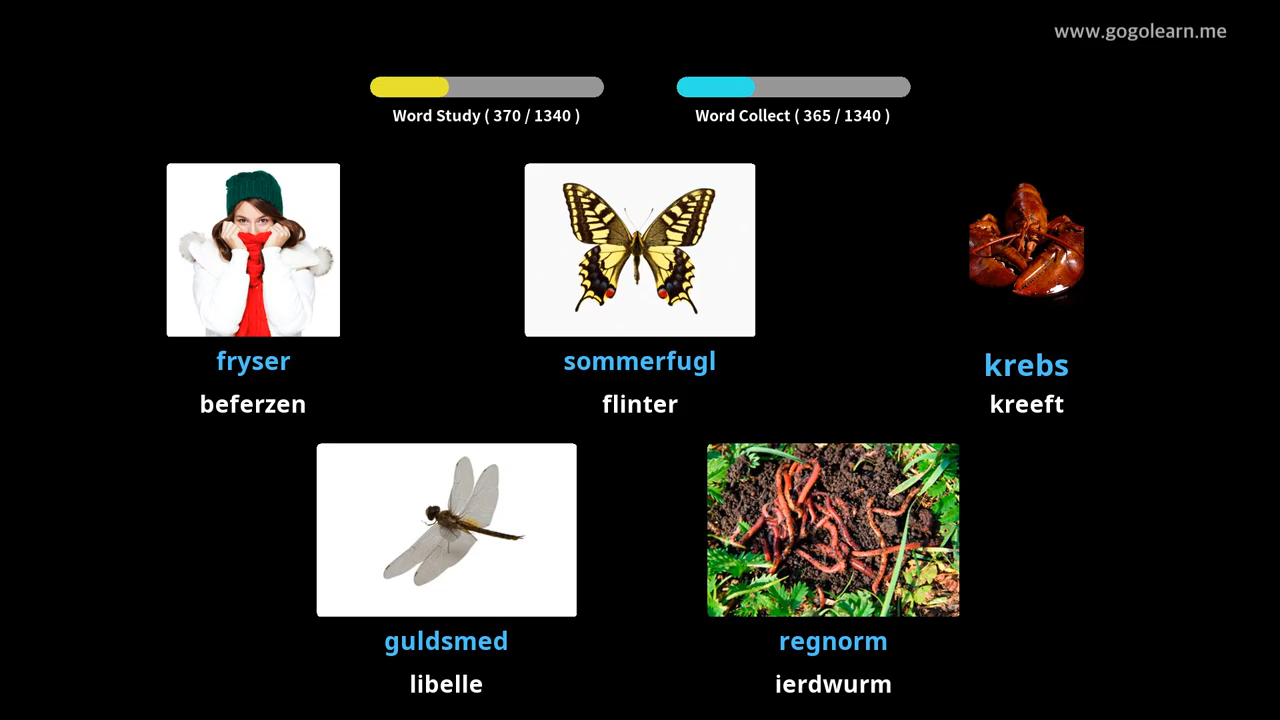 www.gogolearn.me
Word Study ( 370 / 1340 )
Word Collect ( 365 / 1340 )
fryser
beferzen
sommerfugl
flinter
krebs
kreeft
guldsmed
libelle
regnorm
ierdwurm